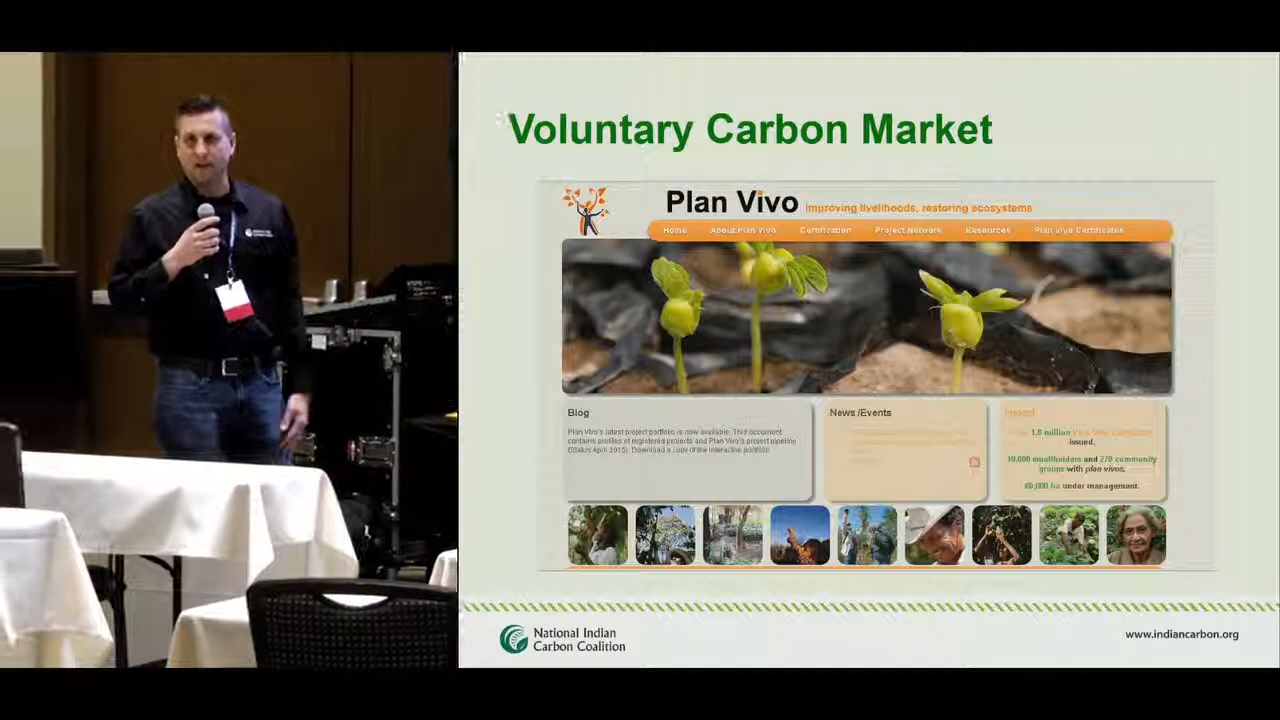 Voluntary Carbon Market
Plan Vivo improving livelihoods, restoring ecosystems
Home About Plan Vivo Certification Project Network Resources Plan Vivo Certificates
Blog
Plan Vivo's latest project portfolio is now available. This document
contains profiles of registered projects and Plan Vivo's project pipeline
(Status April 2015). Download a copy of the interactive portfolio
News /Events
Impact
1.8 million Plan Vivo Certificates
issued.
10,000 smallholders and 270 community
groups with plan vivos.
60,000 ha under management.
National Indian
Carbon Coalition
www.indiancarbon.org